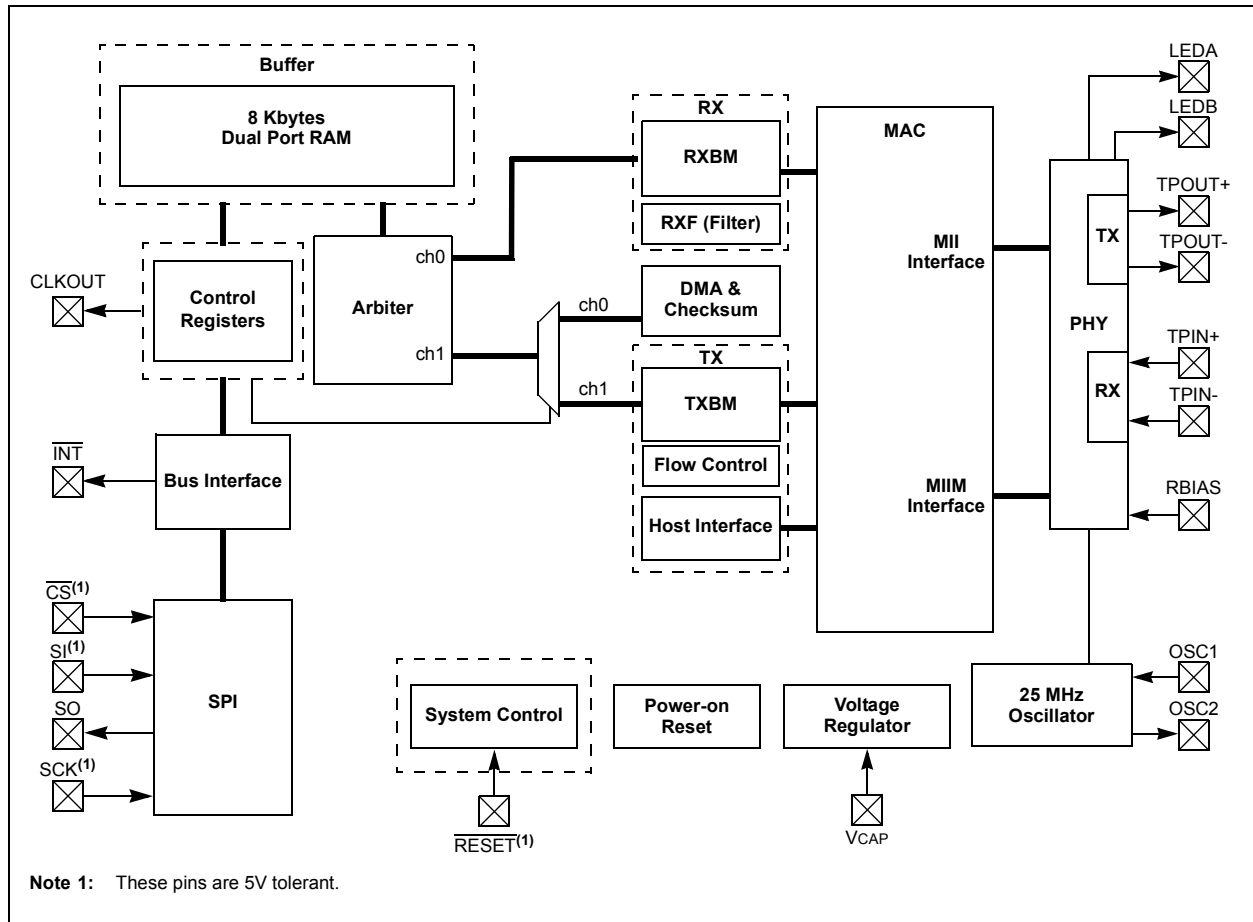 Buffer
8 Kbytes
Dual Port RAM
CLKOUT
Control
Registers
Arbiter
ch0
ch1
ch0
ch1
INT
Bus Interface
CS(1)
SI(1)
SO
SCK(1)
SPI
RX
RXBM
RXF (Filter)
DMA &
Checksum
TX
TXBM
Flow Control
Host Interface
MAC
MII
Interface
MIIM
Interface
PHY
TX
RX
LEDA
LEDB
TPOUT+
TPOUT-
TPIN+
TPIN-
RBIAS
OSC1
OSC2
25 MHz
Oscillator
System Control
RESET(1)
Power-on
Reset
Voltage
Regulator
VCAP
Note 1: These pins are 5V tolerant.